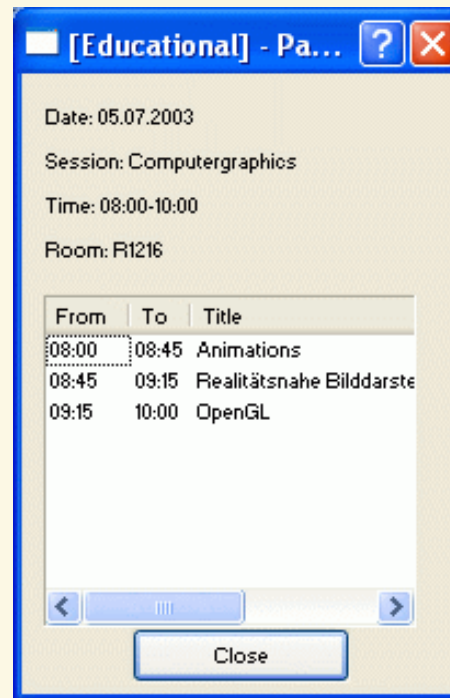 [Educational] - Pa...
Date: 05.07.2003
Session: Computergraphics
Time: 08:00-10:00
Room: R1216
From To Title
08:00 08:45 Animations
08:45 09:15 Realitätsnahe Bilddarste
09:15 10:00 OpenGL
Close